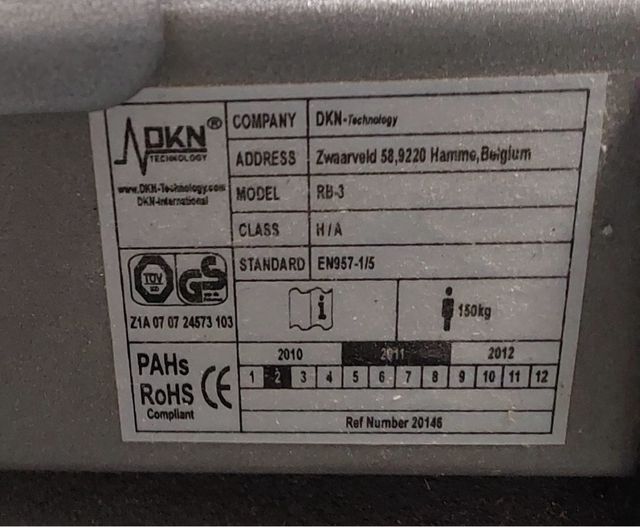 DKN®
TECHNOLOGY
www.DKN-Technology.com
DKN-International
COMPANY DKN-Technology
ADDRESS Zwaarveld 58,9220 Hamme,Belgium
MODEL RB-3
CLASS H/A
STANDARD EN957-1/5
TÜV GS
Z1A 07 07 24573 103
i 150kg
PAHs
RoHS CE
Compliant
2010 2011 2012
1 2 3 4 5 6 7 8 9 10 11 12
Ref Number 20146